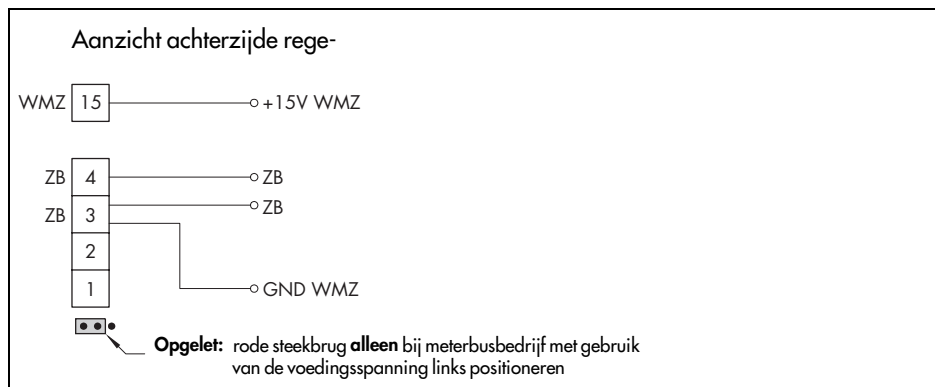 Aanzicht achterzijde rege-
WMZ 15 +15V WMZ
ZB 4 ZB
ZB 3 ZB
2
1 GND WMZ
Opgelet: rode steekbrug alleen bij meterbusbedrijf met gebruik
van de voedingsspanning links positioneren